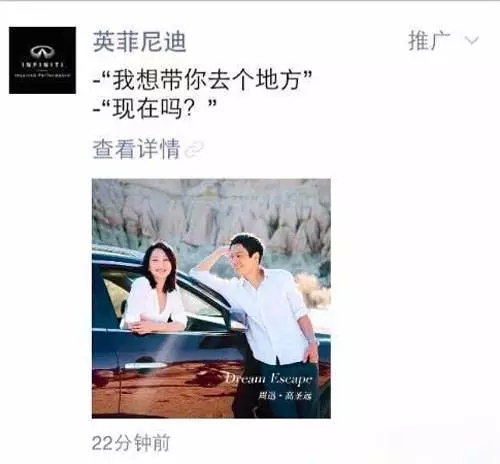 英菲尼迪
推广
INFINITI
Inspired Performance
-“我想带你去个地方”
-“现在吗？”
查看详情
Dream Escape
周迅·高圣远
22分钟前